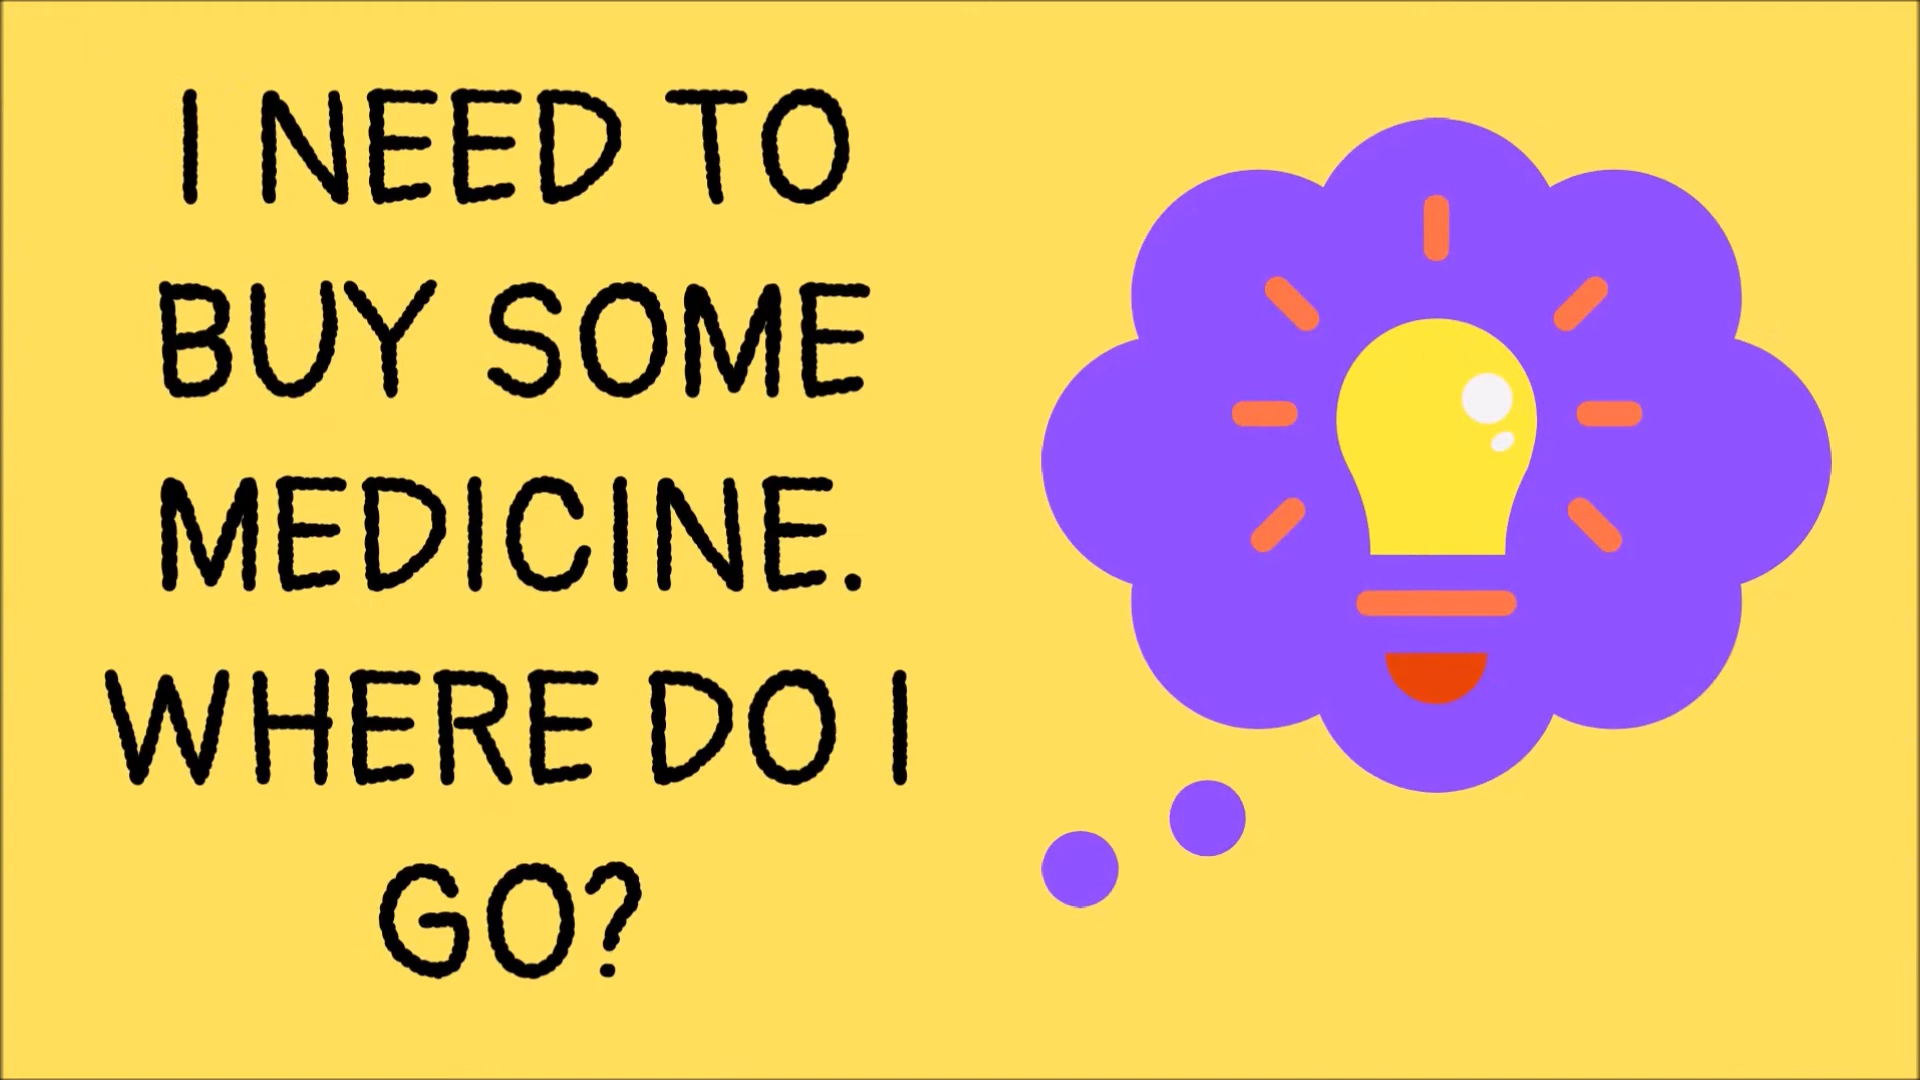 I NEED TO
BUY SOME
MEDICINE.
WHERE DO I
GO?